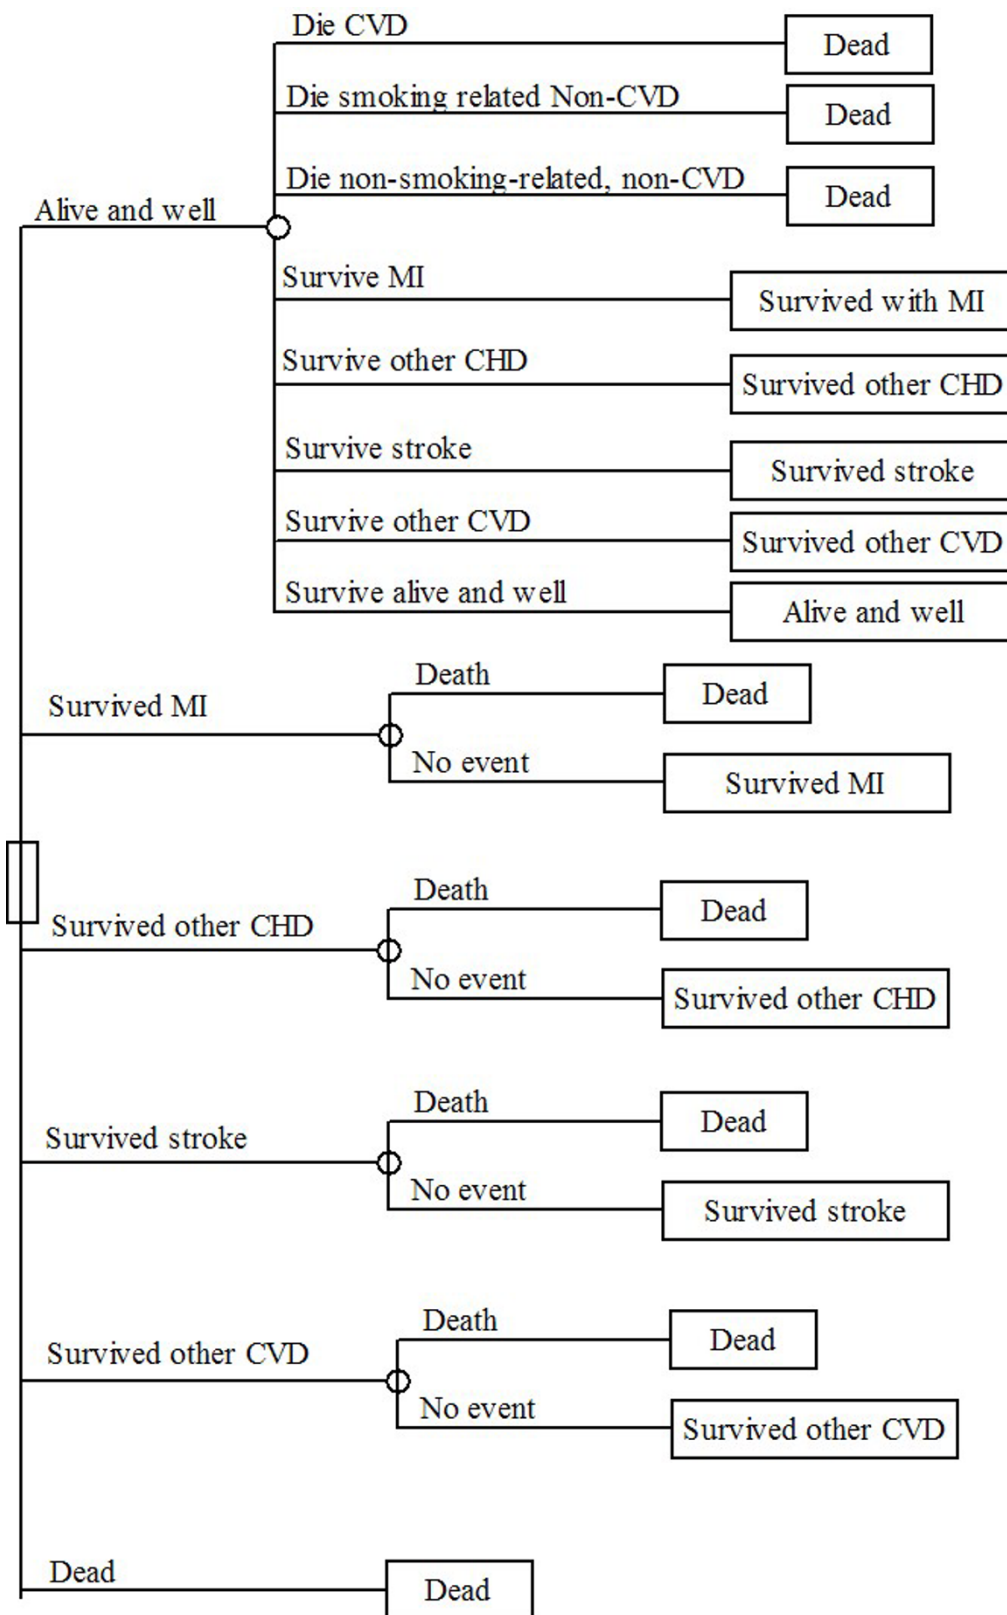 Die CVD
Dead
Die smoking related Non-CVD
Dead
Die non-smoking-related, non-CVD
Dead
Alive and well
Survive MI
Survived with MI
Survive other CHD
Survived other CHD
Survive stroke
Survived stroke
Survive other CVD
Survived other CVD
Survive alive and well
Alive and well
Survived MI
Death
Dead
No event
Survived MI
Survived other CHD
Death
Dead
No event
Survived other CHD
Survived stroke
Death
Dead
No event
Survived stroke
Survived other CVD
Death
Dead
No event
Survived other CVD
Dead
Dead